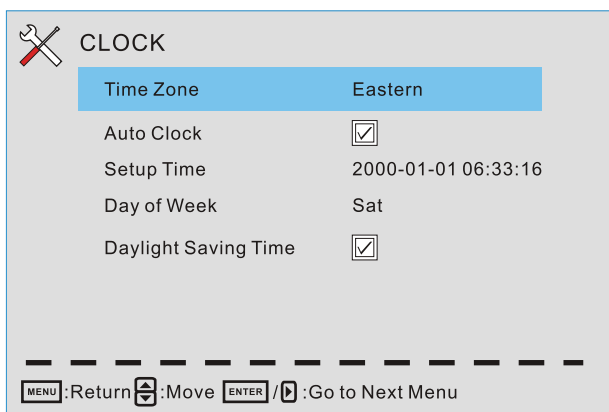 CLOCK
Time Zone Eastern
Auto Clock
Setup Time 2000-01-01 06:33:16
Day of Week Sat
Daylight Saving Time
MENU :Return :Move ENTER / :Go to Next Menu